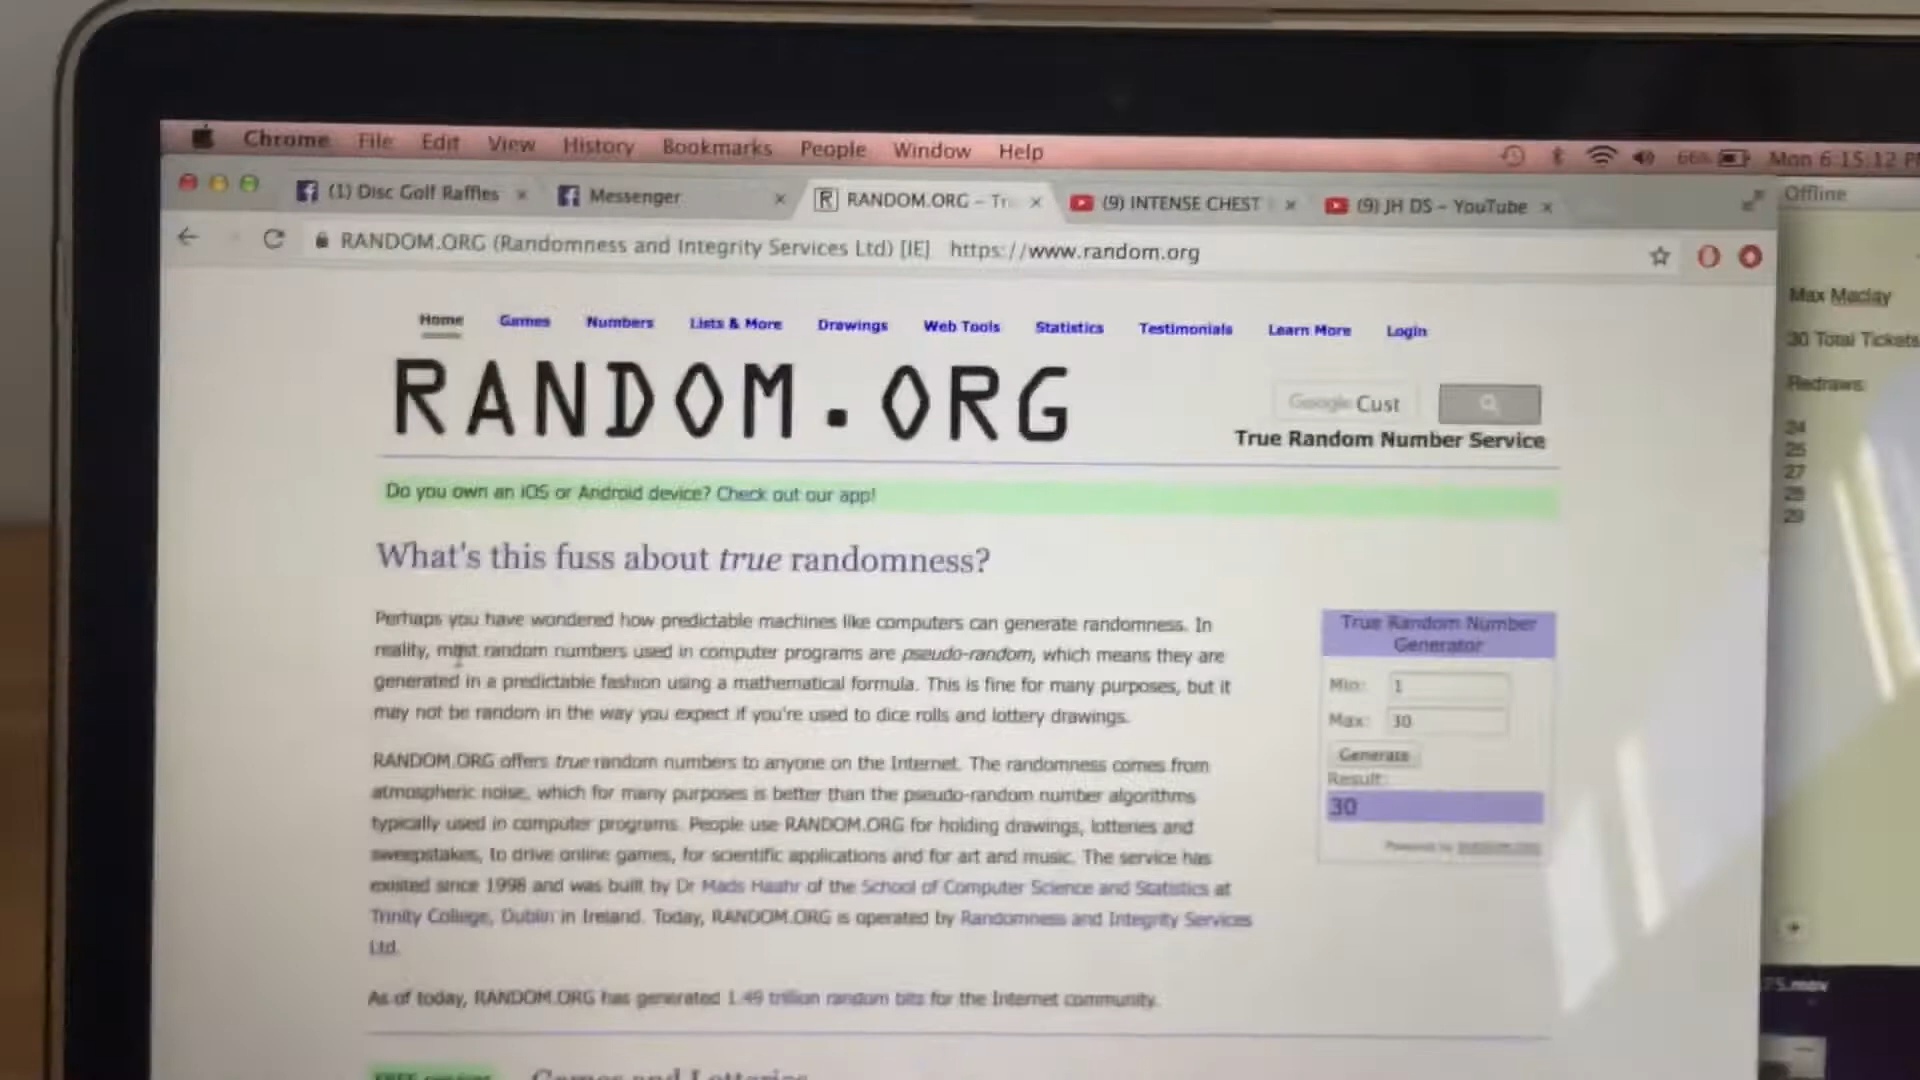 Chrome File Edit View History Bookmarks People Window Help 66% Mon 6:15:12
(1) Disc Golf Raffles Messenger RANDOM.ORG – Tr (9) INTENSE CHEST (9) JH DS – YouTube Offline
RANDOM.ORG (Randomness and Integrity Services Ltd) [IE] https://www.random.org
Home Games Numbers Lists & More Drawings Web Tools Statistics Testimonials Learn More Login
RANDOM.ORG
Google Cust
True Random Number Service
Do you own an iOS or Android device? Check out our app!
What's this fuss about true randomness?
Perhaps you have wondered how predictable machines like computers can generate randomness. In
reality, most random numbers used in computer programs are pseudo-random, which means they are
generated in a predictable fashion using a mathematical formula. This is fine for many purposes, but it
may not be random in the way you expect if you're used to dice rolls and lottery drawings.
RANDOM.ORG offers true random numbers to anyone on the Internet. The randomness comes from
atmospheric noise, which for many purposes is better than the pseudo-random number algorithms
typically used in computer programs. People use RANDOM.ORG for holding drawings, lotteries and
sweepstakes, to drive online games, for scientific applications and for art and music. The service has
existed since 1998 and was built by Dr Mads Haahr of the School of Computer Science and Statistics at
Trinity College, Dublin in Ireland. Today, RANDOM.ORG is operated by Randomness and Integrity Services
Ltd.
As of today, RANDOM.ORG has generated 1.49 trillion random bits for the Internet community.
Games and Lotteries
True Random Number
Generator
Min: 1
Max: 30
Generate
Result:
30
Powered by RANDOM.ORG
Max Maclay
30 Total Tickets
Redraws:
24
25
27
28
29